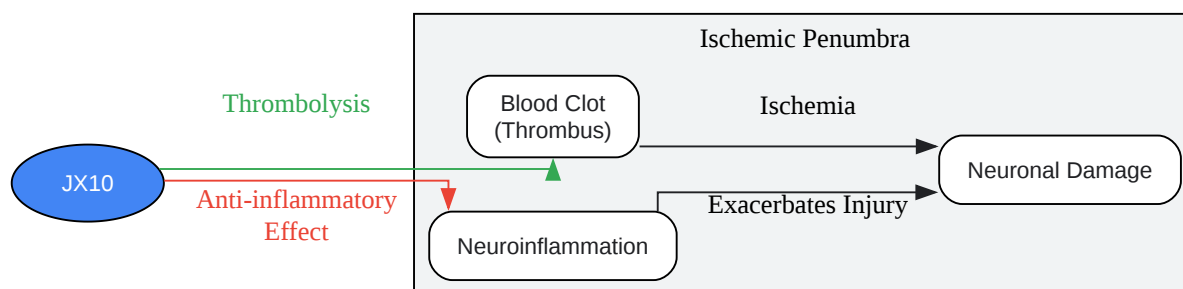 Ischemic Penumbra
Thrombolysis
Blood Clot
(Thrombus)
Ischemia
JX10
Neuronal Damage
Anti-inflammatory
Effect
Exacerbates Injury
Neuroinflammation